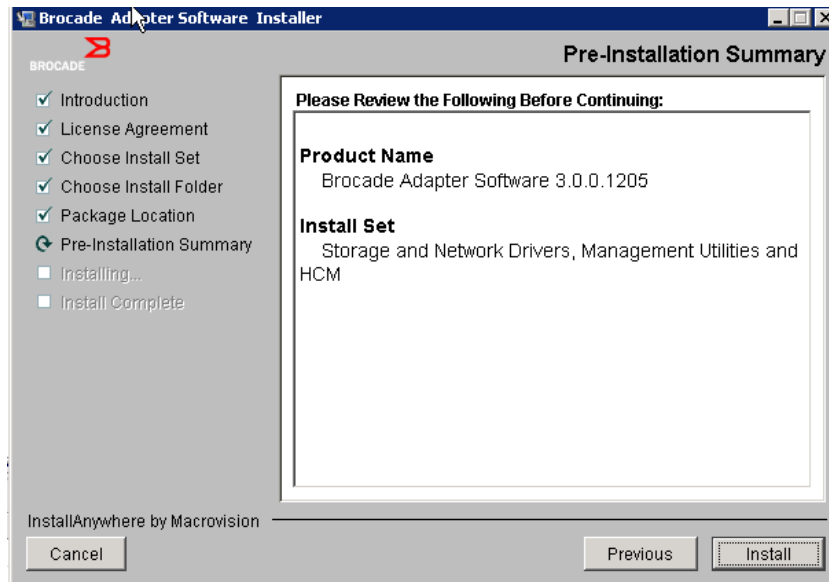 Brocade Adapter Software Installer
BROCADE
Pre-Installation Summary
Introduction
License Agreement
Choose Install Set
Choose Install Folder
Package Location
Pre-Installation Summary
Installing...
Install Complete
Please Review the Following Before Continuing:
Product Name
Brocade Adapter Software 3.0.0.1205
Install Set
Storage and Network Drivers, Management Utilities and
HCM
InstallAnywhere by Macrovision
Cancel
Previous
Install